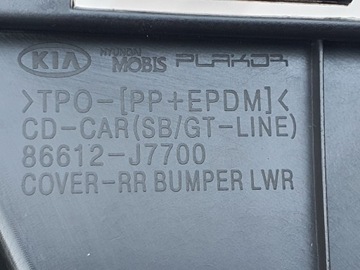 KIA HYUNDAI MOBIS PLAKOR
>TPO-[PP+EPDM]<
CD-CAR(SB/GT-LINE)
86612-J7700
COVER-RR BUMPER LWR